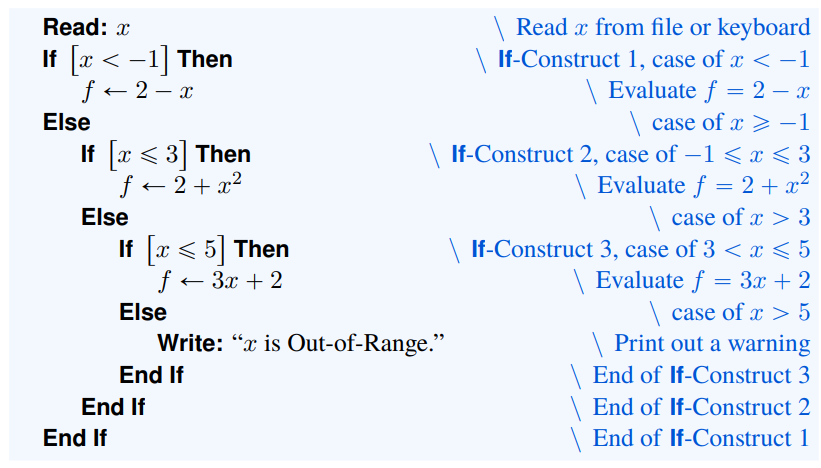 Read: x \ Read x from file or keyboard
If [x < −1] Then \ If-Construct 1, case of x < −1
f ← 2 − x \ Evaluate f = 2 − x
Else \ case of x ⩾ −1
If [x ⩽ 3] Then \ If-Construct 2, case of −1 ⩽ x ⩽ 3
f ← 2 + x² \ Evaluate f = 2 + x²
Else \ case of x > 3
If [x ⩽ 5] Then \ If-Construct 3, case of 3 < x ⩽ 5
f ← 3x + 2 \ Evaluate f = 3x + 2
Else \ case of x > 5
Write: “x is Out-of-Range.” \ Print out a warning
End If \ End of If-Construct 3
End If \ End of If-Construct 2
End If \ End of If-Construct 1